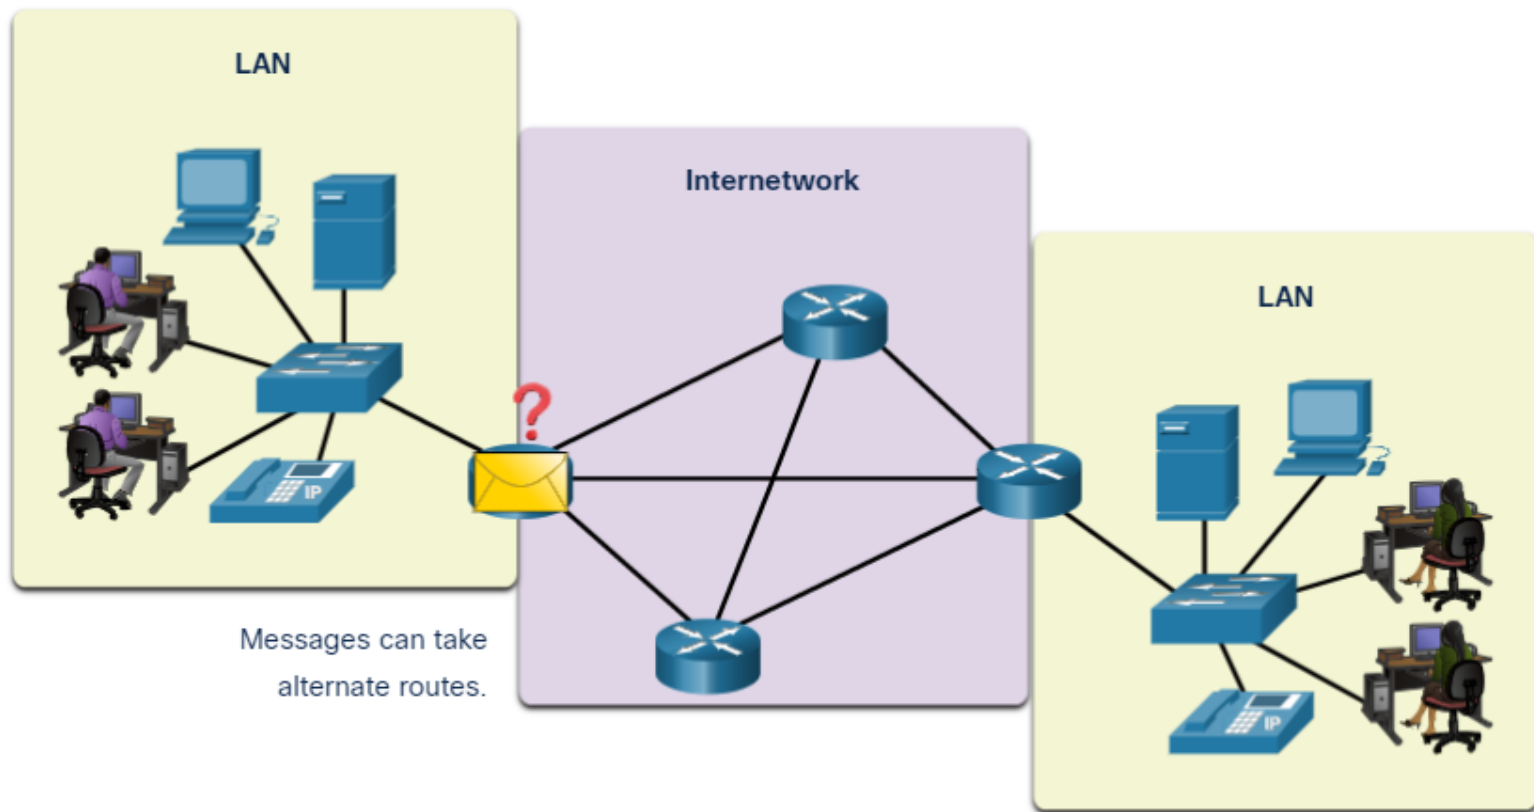 LAN
Internetwork
LAN
?
IP
Messages can take
alternate routes.
IP